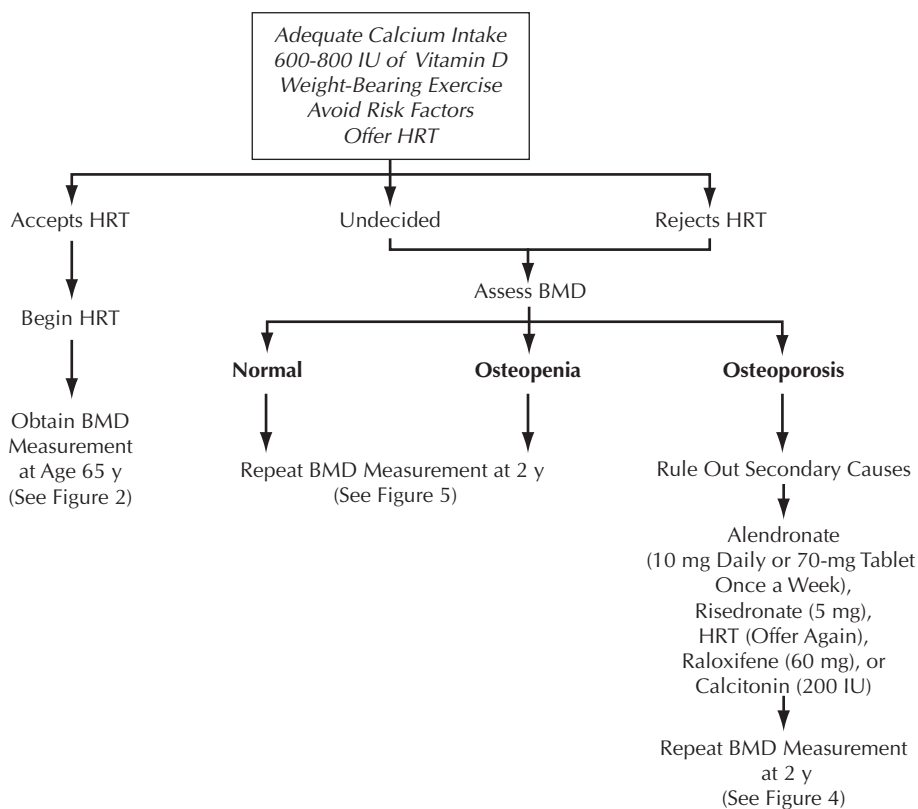 Adequate Calcium Intake
600-800 IU of Vitamin D
Weight-Bearing Exercise
Avoid Risk Factors
Offer HRT
Accepts HRT
Undecided
Rejects HRT
Begin HRT
Assess BMD
Normal
Osteopenia
Osteoporosis
Obtain BMD
Measurement
at Age 65 y
(See Figure 2)
Repeat BMD Measurement at 2 y
(See Figure 5)
Rule Out Secondary Causes
Alendronate
(10 mg Daily or 70-mg Tablet
Once a Week),
Risedronate (5 mg),
HRT (Offer Again),
Raloxifene (60 mg), or
Calcitonin (200 IU)
Repeat BMD Measurement
at 2 y
(See Figure 4)